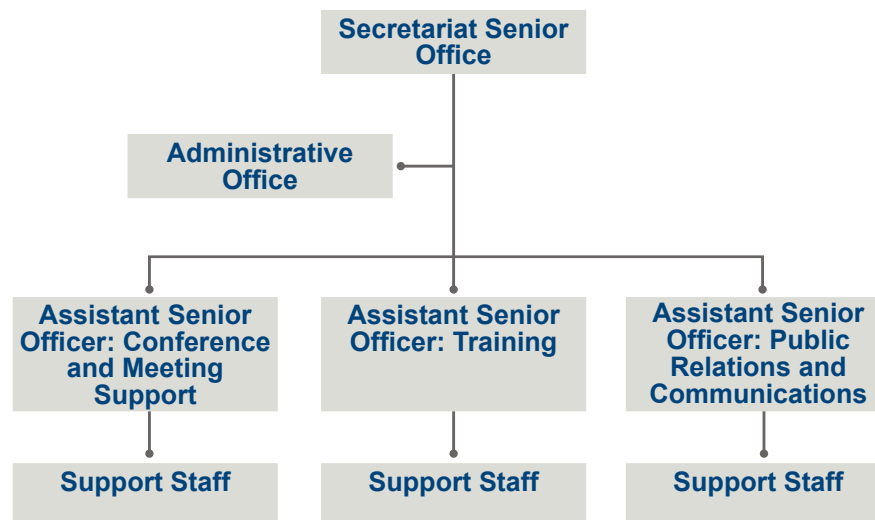 Secretariat Senior
Office
Administrative
Office
Assistant Senior
Officer: Conference
and Meeting
Support
Assistant Senior
Officer: Training
Assistant Senior
Officer: Public
Relations and
Communications
Support Staff
Support Staff
Support Staff